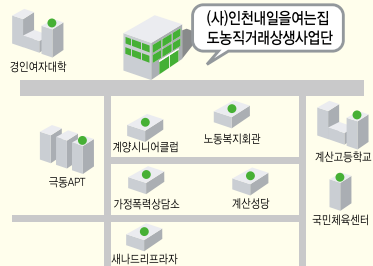 (사)인천내일을여는집
도농직거래상생사업단
경인여자대학
계양시니어클럽
노동복지회관
계산고등학교
극동APT
가정폭력상담소
계산성당
국민체육센터
새나드리프라자